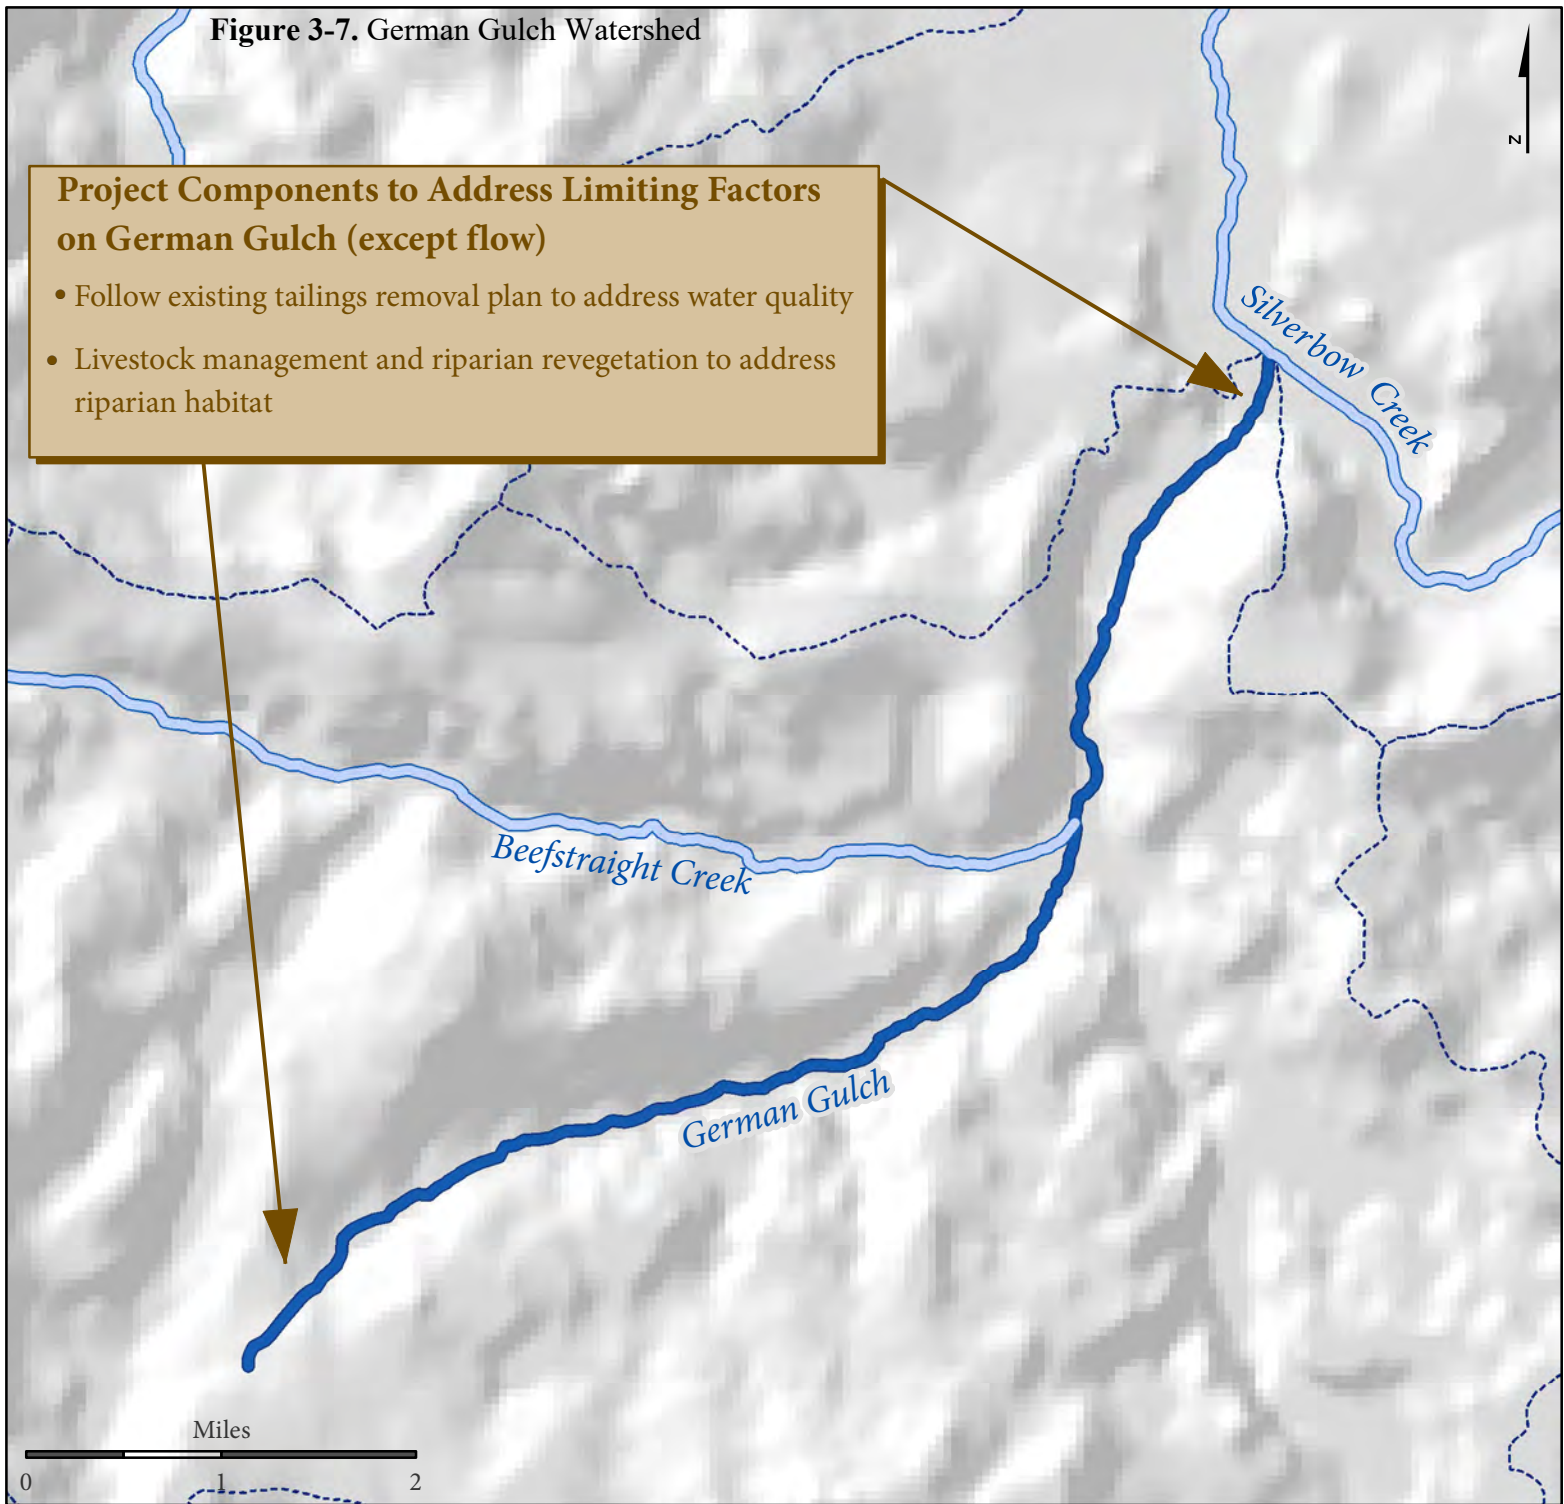 Figure 3-7. German Gulch Watershed
N
Project Components to Address Limiting Factors
on German Gulch (except flow)
• Follow existing tailings removal plan to address water quality
• Livestock management and riparian revegetation to address
riparian habitat
Silverbow Creek
Beefstraight Creek
German Gulch
Miles
0 1 2